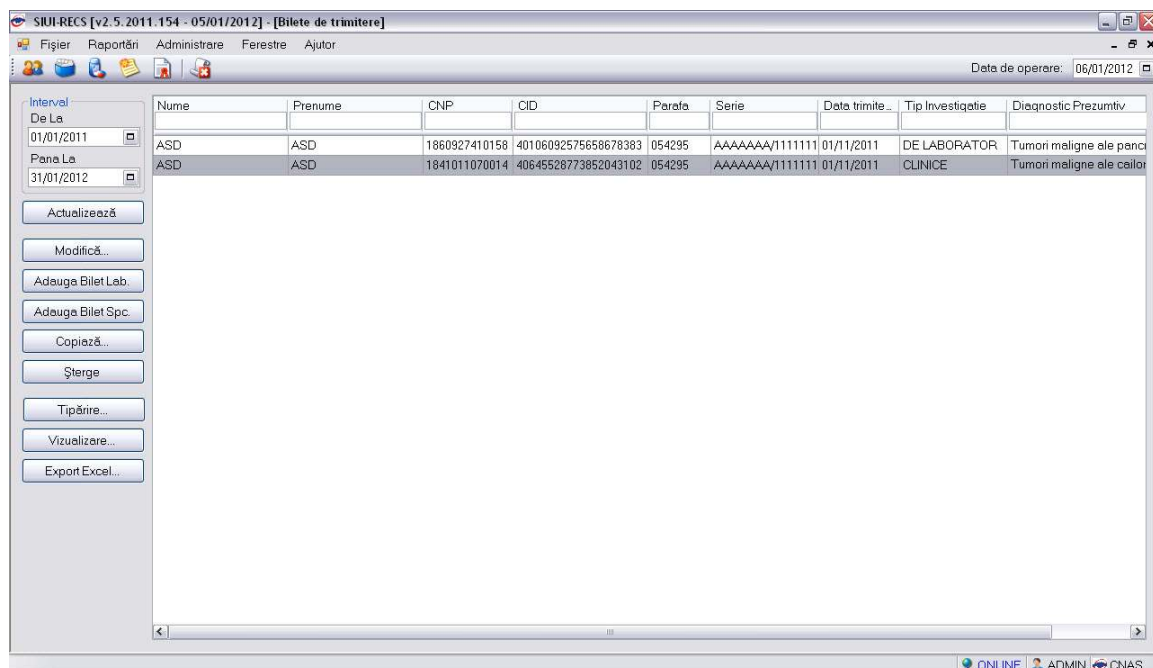 SIUI-RECS [v2.5.2011.154 - 05/01/2012] - [Bilete de trimitere]
Fișier Raportări Administrare Ferestre Ajutor
Data de operare: 06/01/2012
Interval
De La
01/01/2011
Pana La
31/01/2012
Actualizează
Modifică...
Adauga Bilet Lab.
Adauga Bilet Spc.
Copiază...
Şterge
Tipărire...
Vizualizare...
Export Excel...
Nume Prenume CNP CID Parafa Serie Data trimite... Tip Investigatie Diagnostic Prezumtiv
ASD ASD 1860927410158 40106092575658678383 054295 AAAAAAA/1111111 01/11/2011 DE LABORATOR Tumori maligne ale
ASD ASD 1841011070014 40645528773852043102 054295 AAAAAAA/1111111 01/11/2011 CLINICE Tumori maligne ale
ONLINE ADMIN CNAS